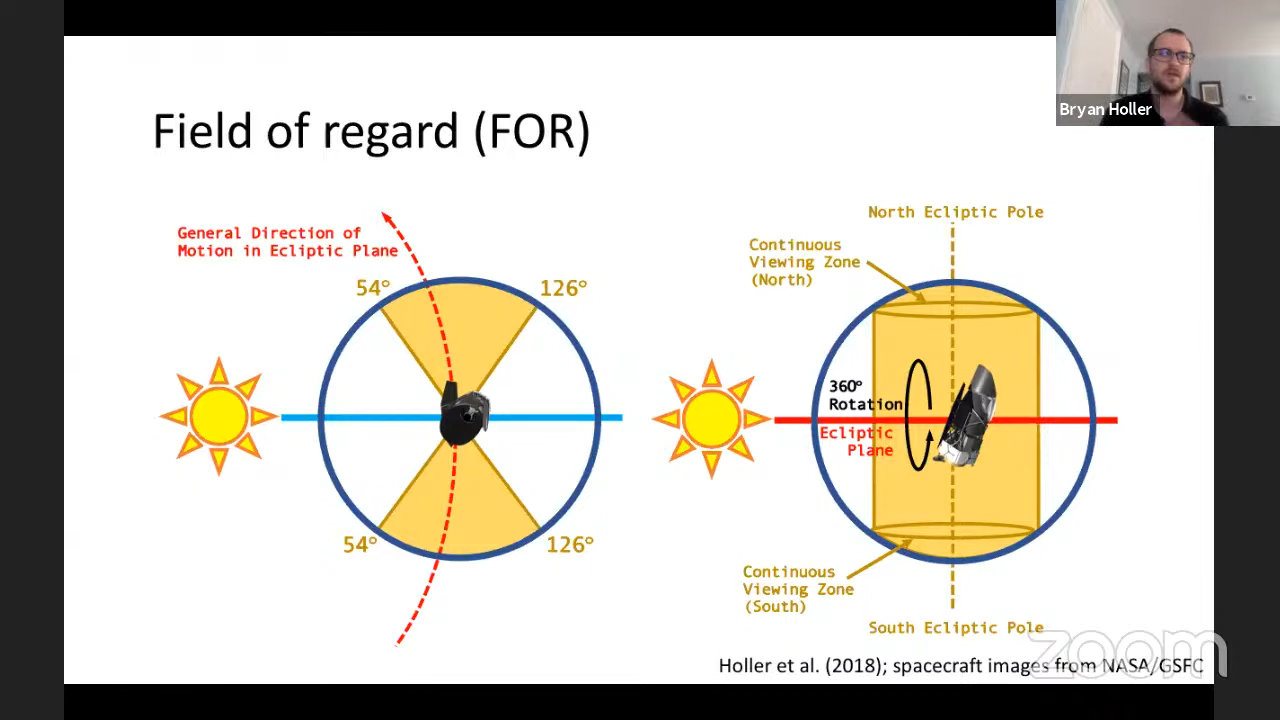 Bryan Holler
Field of regard (FOR)
General Direction of
Motion in Ecliptic Plane
54°
126°
54°
126°
North Ecliptic Pole
Continuous
Viewing Zone
(North)
360°
Rotation
Ecliptic
Plane
Continuous
Viewing Zone
(South)
South Ecliptic Pole
Holler et al. (2018); spacecraft images from NASA/GSFC
zoom